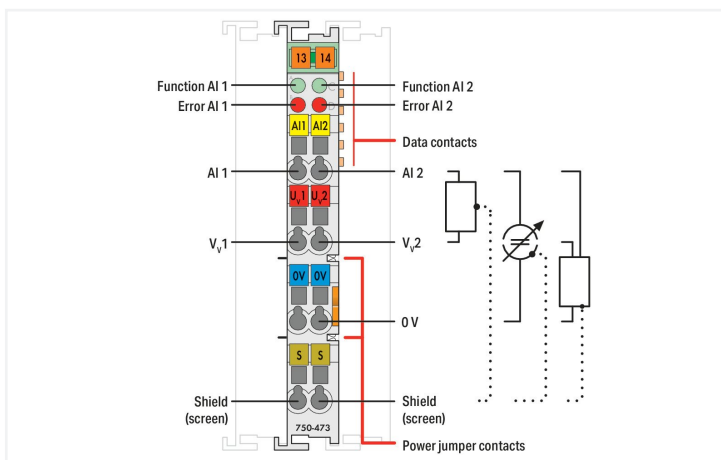 13 14
Function AI 1
Function AI 2
C
Error AI 1
Error AI 2
D
AI1 AI2
Data contacts
AI 1
AI 2
UV1 UV2
VV1
VV2
0V 0V
0 V
S S
Shield
(screen)
Shield
(screen)
750-473
Power jumper contacts